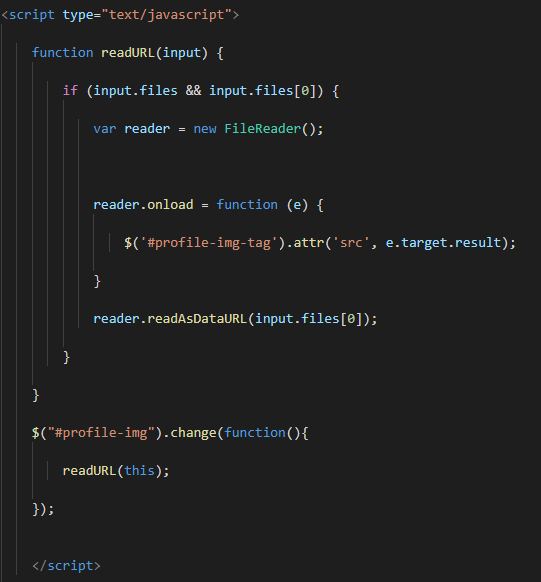 <script type="text/javascript">
function readURL(input) {
if (input.files && input.files[0]) {
var reader = new FileReader();
reader.onload = function (e) {
$('#profile-img-tag').attr('src', e.target.result);
}
reader.readAsDataURL(input.files[0]);
}
}
$("#profile-img").change(function(){
readURL(this);
});
</script>